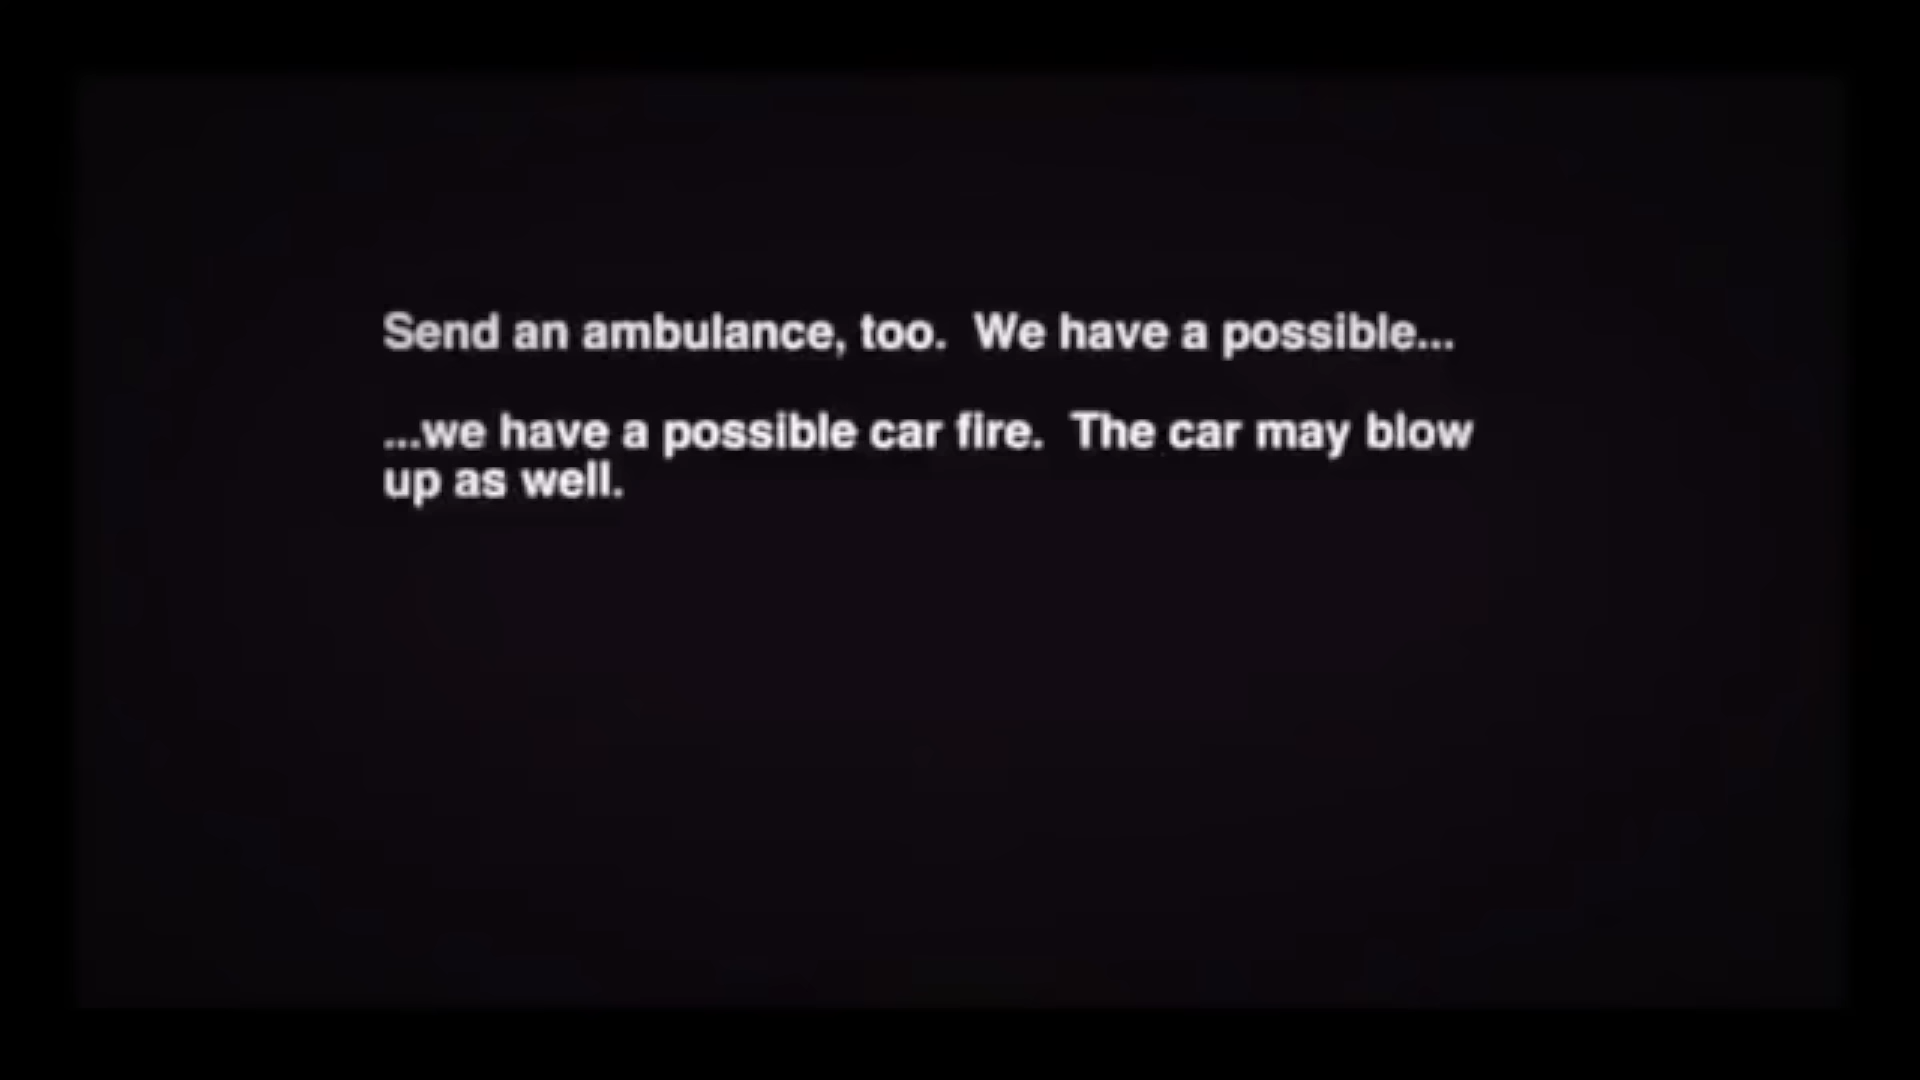 Send an ambulance, too.  We have a possible...
...we have a possible car fire.  The car may blow
up as well.